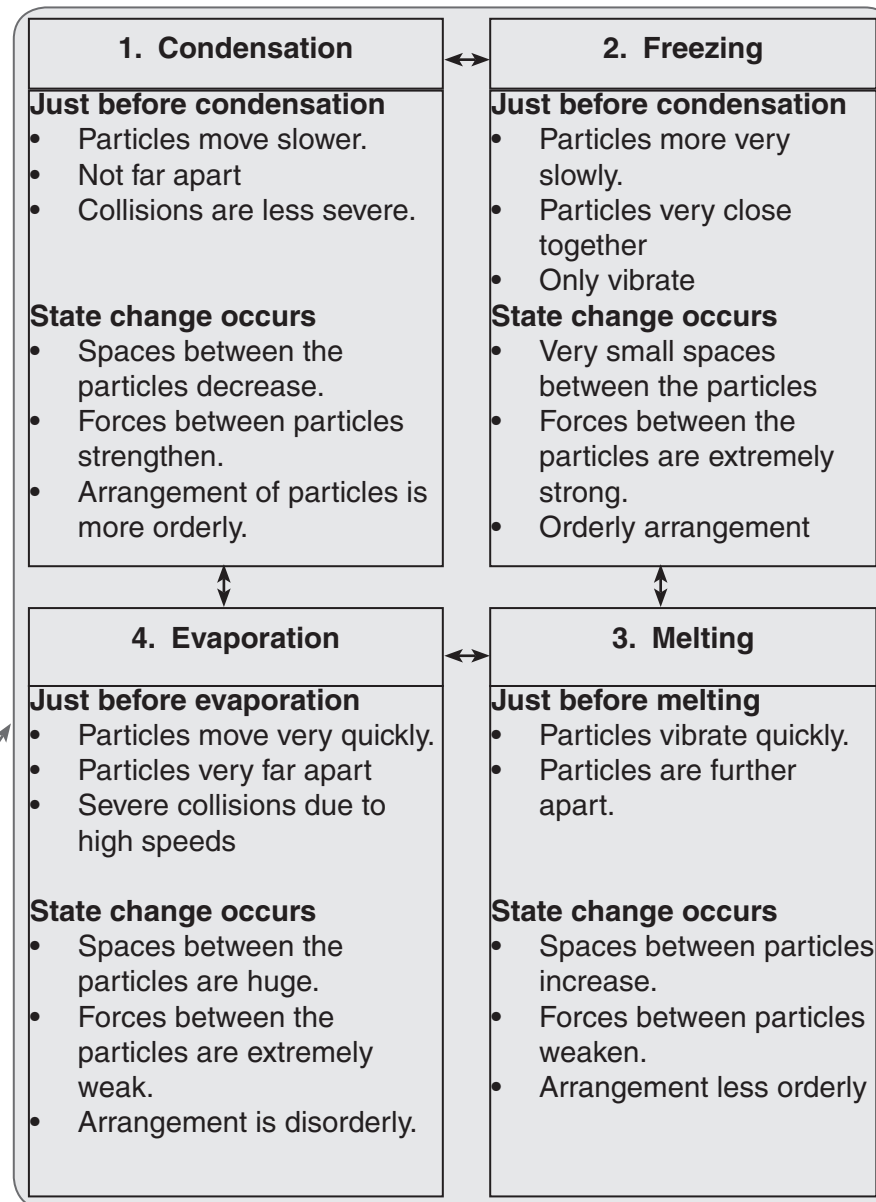 1. Condensation
Just before condensation
• Particles move slower.
• Not far apart
• Collisions are less severe.
State change occurs
• Spaces between the
particles decrease.
• Forces between particles
strengthen.
• Arrangement of particles is
more orderly.
2. Freezing
Just before condensation
• Particles more very
slowly.
• Particles very close
together
• Only vibrate
State change occurs
• Very small spaces
between the particles
• Forces between the
particles are extremely
strong.
• Orderly arrangement
4. Evaporation
Just before evaporation
• Particles move very quickly.
• Particles very far apart
• Severe collisions due to
high speeds
State change occurs
• Spaces between the
particles are huge.
• Forces between the
particles are extremely
weak.
• Arrangement is disorderly.
3. Melting
Just before melting
• Particles vibrate quickly.
• Particles are further
apart.
State change occurs
• Spaces between particles
increase.
• Forces between particles
weaken.
• Arrangement less orderly